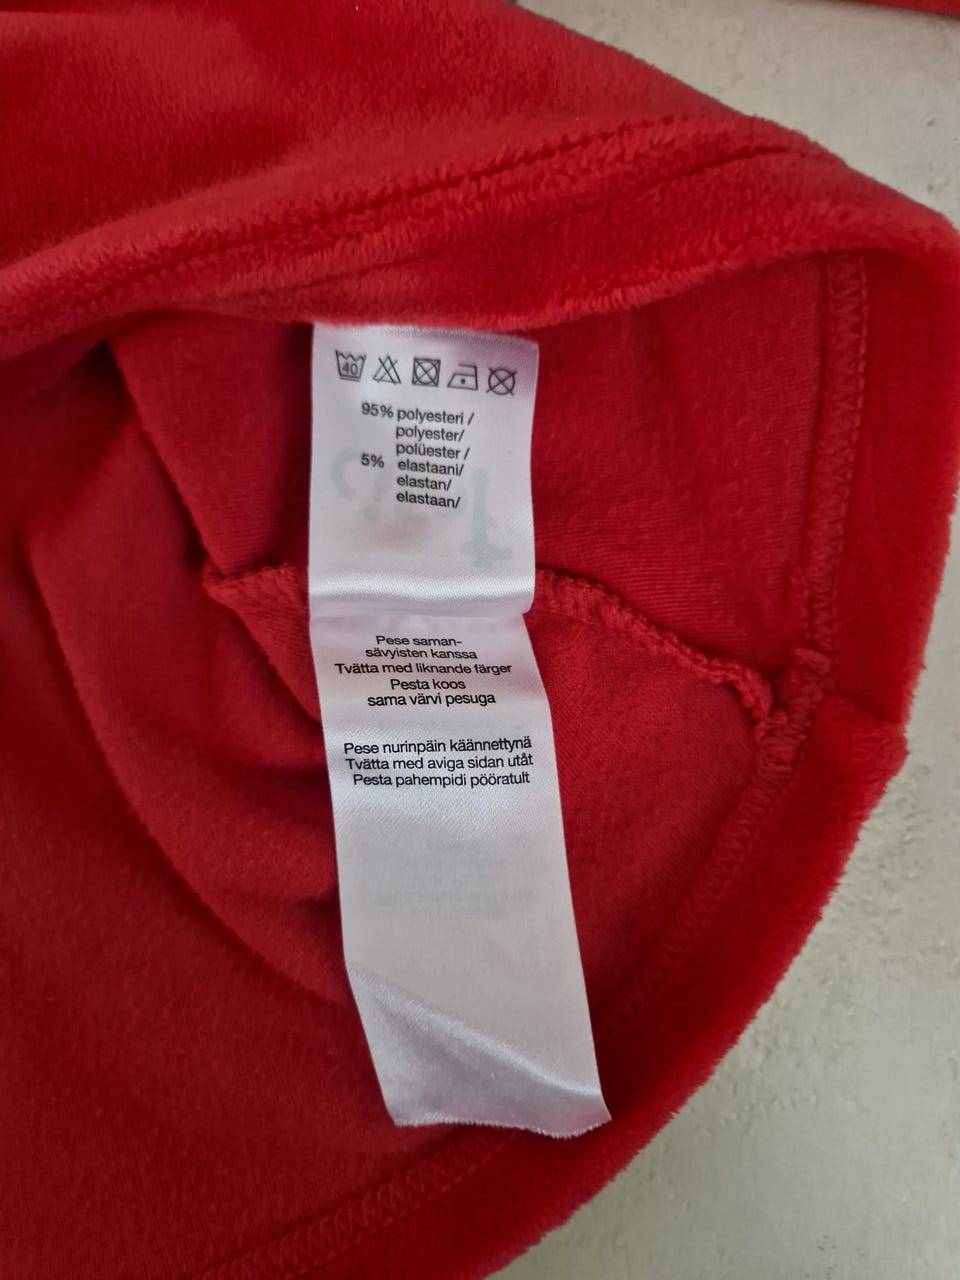 40
95% polyesteri /
polyester/
polüester /
5% elastaani/
elastan/
elastaan/
Pese saman-
sävyisten kanssa
Tvätta med liknande färger
Pesta koos
sama värvi pesuga
Pese nurinpäin käännettynä
Tvätta med aviga sidan utåt
Pesta pahempidi pööratult